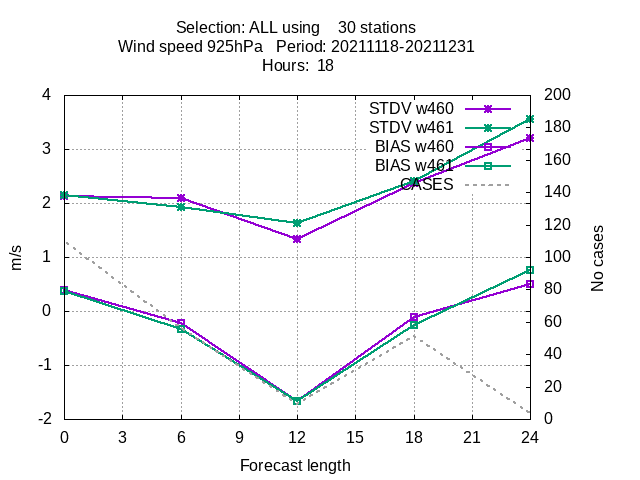 Selection: ALL using    30 stations
Wind speed 925hPa   Period: 20211118-20211231
Hours:  18
STDV w460
STDV w461
BIAS w460
BIAS w461
CASES
4
3
2
1
0
-1
-2
m/s
200
180
160
140
120
100
80
60
40
20
0
No cases
0 3 6 9 12 15 18 21 24
Forecast length